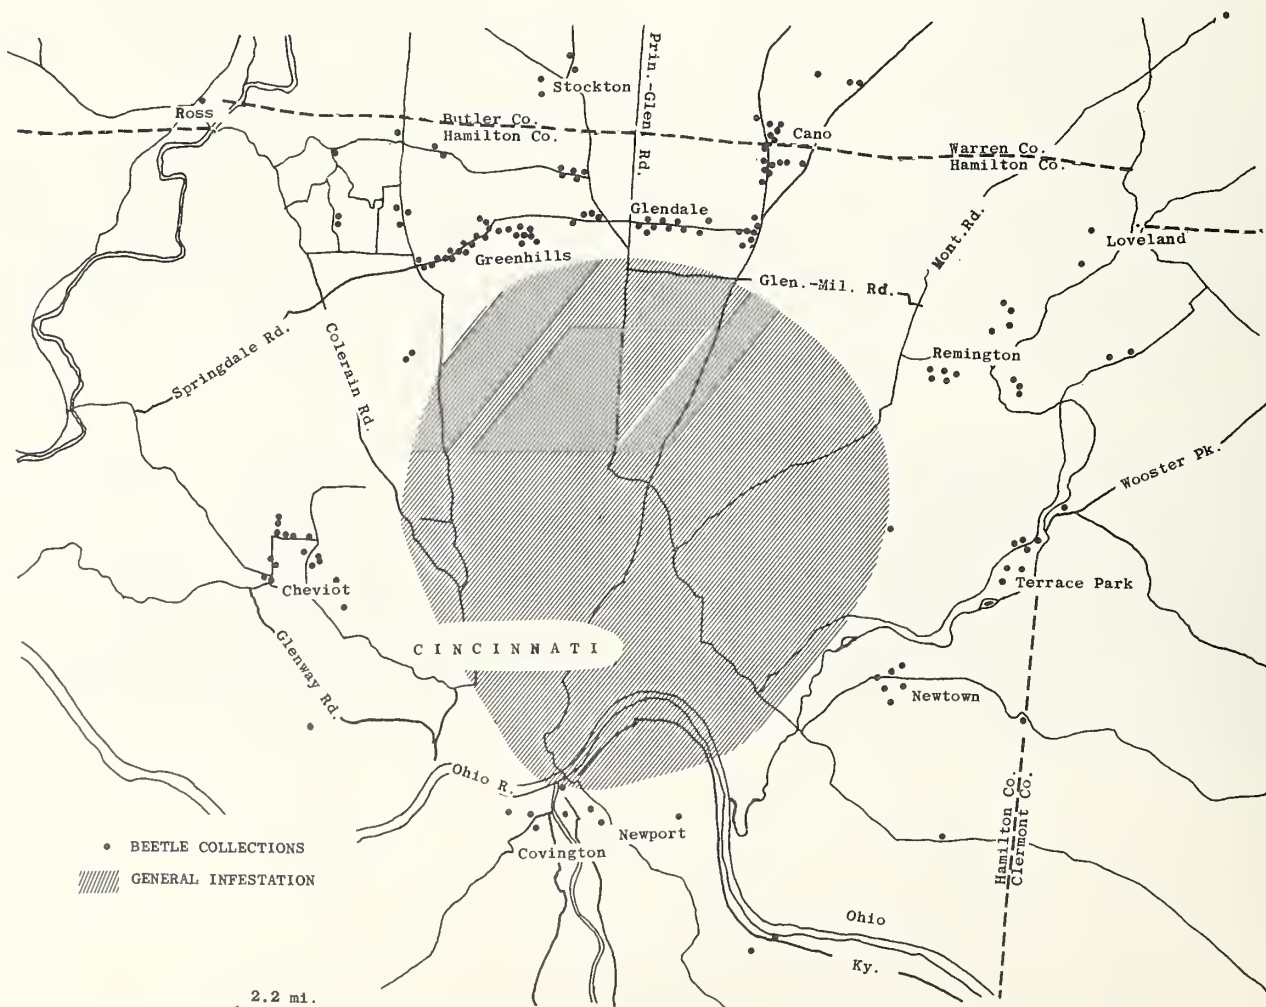 Stockton
Prin.-Glen Rd.
Ross
Butler Co.
Hamilton Co.
Cano
Warren Co.
Hamilton Co.
Glendale
Mont.Rd.
Loveland
Greenhills
Glen.-Mil. Rd.
Springdale Rd.
Colerain Rd.
Remington
Wooster Pk.
Cheviot
Terrace Park
CINCINNATI
Glenway Rd.
Newtown
Ohio R.
Hamilton Co.
Clermont Co.
Newport
Covington
BEETLE COLLECTIONS
GENERAL INFESTATION
Ohio
Ky.
2.2 mi.